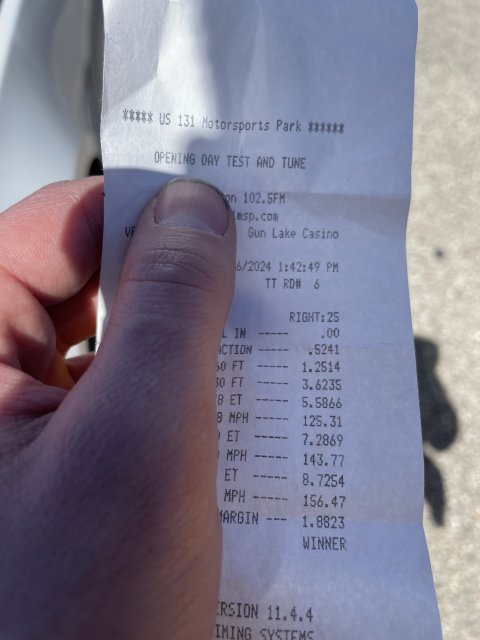 ***** US 131 Motorsports Park ******
OPENING DAY TEST AND TUNE
on 102.5FM
msp.com
Gun Lake Casino
6/2024 1:42:49 PM
TT RD# 6
RIGHT:25
L IN ----- .00
ACTION ----- .5241
60 FT ----- 1.2514
30 FT ----- 3.6235
/8 ET ----- 5.5866
8 MPH ----- 125.31
ET ----- 7.2869
MPH ----- 143.77
ET ----- 8.7254
MPH ----- 156.47
MARGIN --- 1.8823
WINNER
ERSION 11.4.4
IMING SYSTEMS